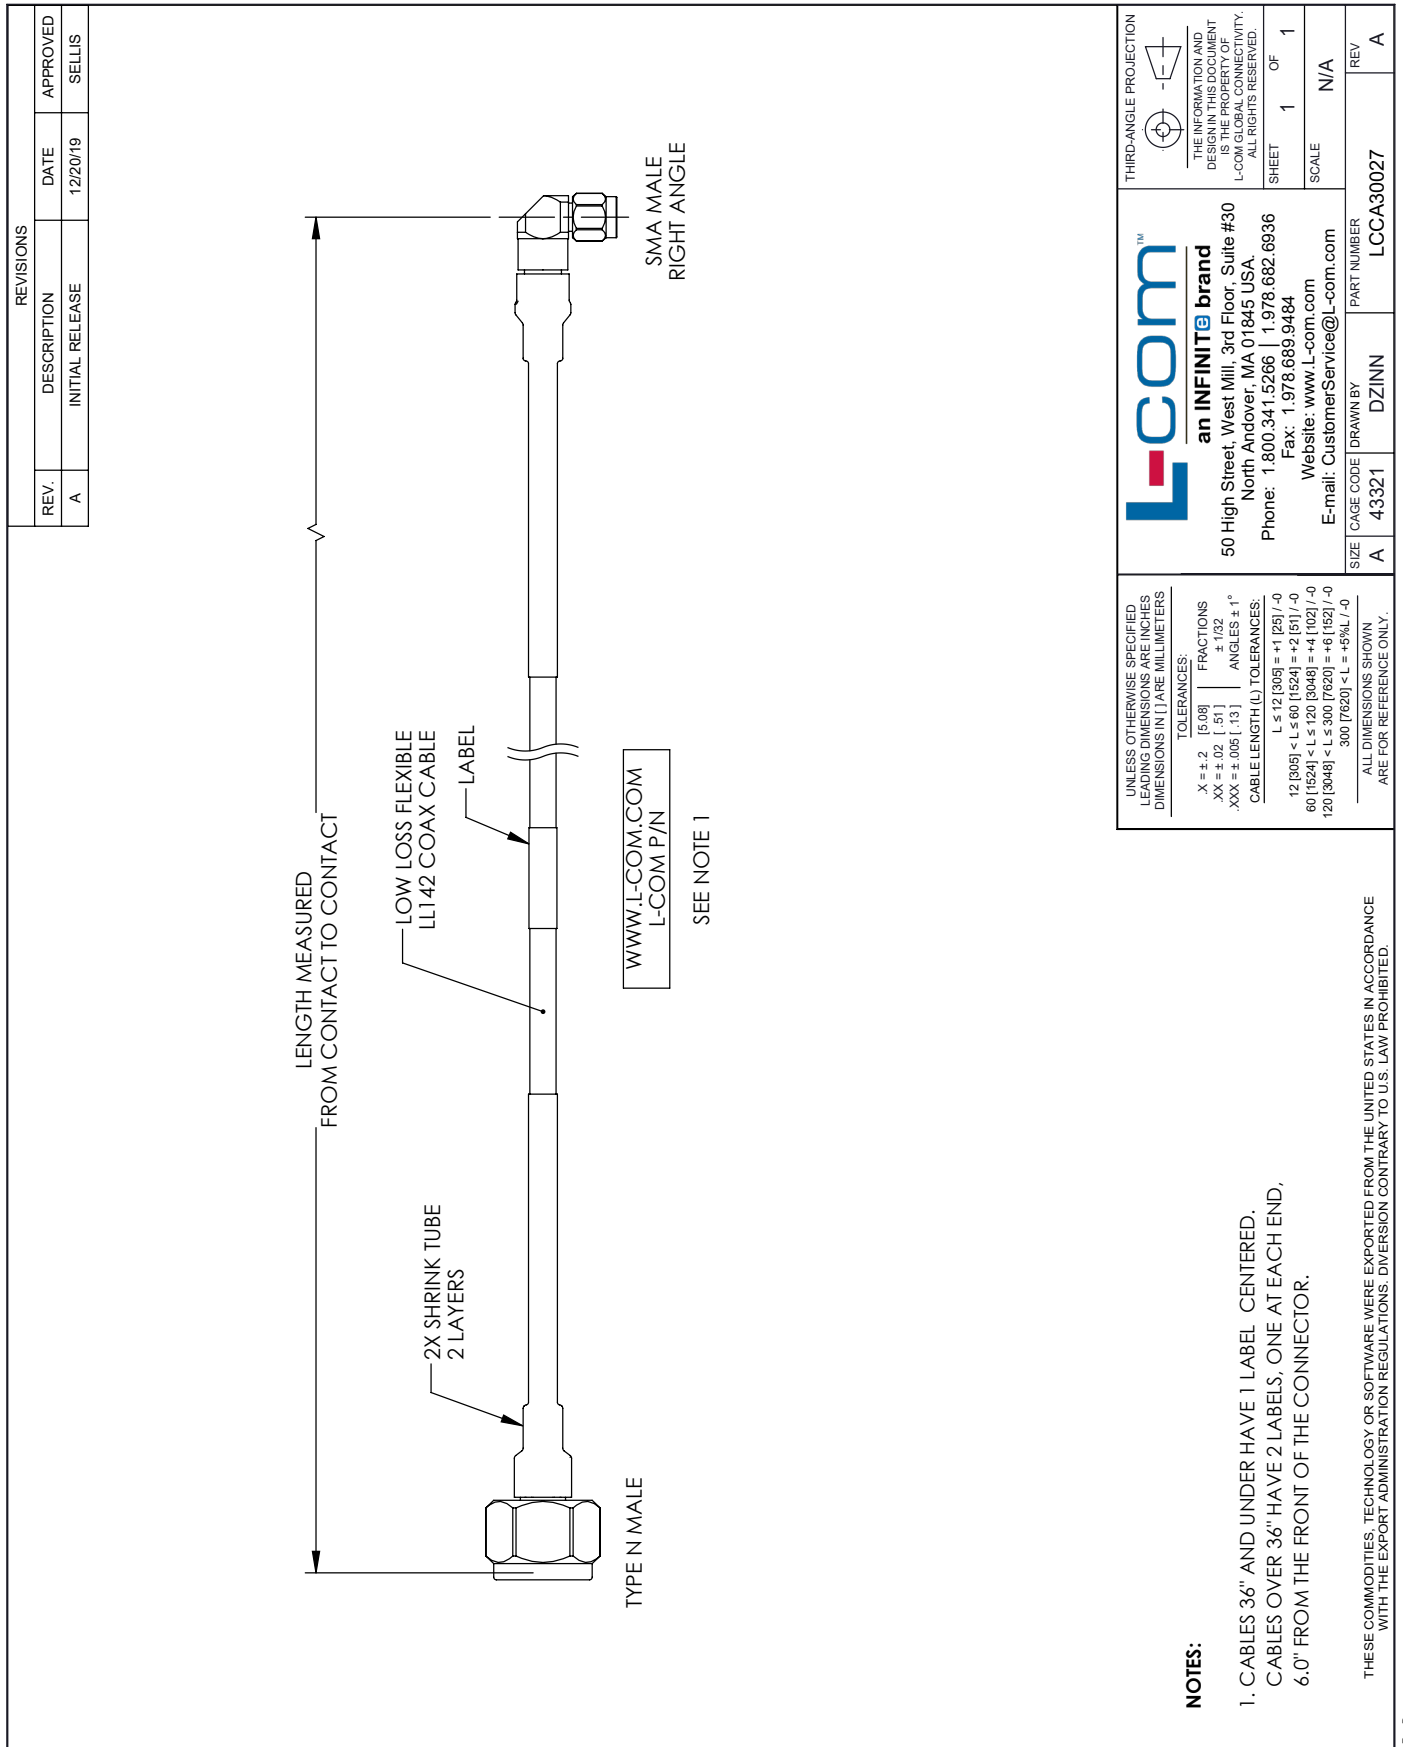 REVISIONS
REV. DESCRIPTION DATE APPROVED
A INITIAL RELEASE 12/20/19 SELLIS
LENGTH MEASURED
FROM CONTACT TO CONTACT
2X SHRINK TUBE
2 LAYERS
LOW LOSS FLEXIBLE
LL142 COAX CABLE
LABEL
TYPE N MALE
WWW.L-COM.COM
L-COM P/N
SEE NOTE 1
SMA MALE
RIGHT ANGLE
NOTES:
1. CABLES 36" AND UNDER HAVE 1 LABEL CENTERED.
CABLES OVER 36" HAVE 2 LABELS, ONE AT EACH END,
6.0" FROM THE FRONT OF THE CONNECTOR.
THESE COMMODITIES, TECHNOLOGY OR SOFTWARE WERE EXPORTED FROM THE UNITED STATES IN ACCORDANCE
WITH THE EXPORT ADMINISTRATION REGULATIONS. DIVERSION CONTRARY TO U.S. LAW PROHIBITED.
UNLESS OTHERWISE SPECIFIED
LEADING DIMENSIONS ARE INCHES
DIMENSIONS IN [ ] ARE MILLIMETERS
TOLERANCES:
.X = ± .2 [5.08] FRACTIONS
.XX = ± .02 [ .51 ] ± 1/32
.XXX = ± .005 [ .13 ] ANGLES ± 1°
CABLE LENGTH (L) TOLERANCES:
L ≤ 12 [305] = +1 [25] / -0
12 [305] < L ≤ 60 [1524] = +2 [51] / -0
60 [1524] < L ≤ 120 [3048] = +4 [102] / -0
120 [3048] < L ≤ 300 [7620] = +6 [152] / -0
300 [7620] < L = +5%L / -0
ALL DIMENSIONS SHOWN
ARE FOR REFERENCE ONLY.
L-com™
an INFINITe brand
50 High Street, West Mill, 3rd Floor, Suite #30
North Andover, MA 01845 USA.
Phone: 1.800.341.5266 | 1.978.682.6936
Fax: 1.978.689.9484
Website: www.L-com.com
E-mail: CustomerService@L-com.com
THIRD-ANGLE PROJECTION
THE INFORMATION AND
DESIGN IN THIS DOCUMENT
IS THE PROPERTY OF
L-COM GLOBAL CONNECTIVITY.
ALL RIGHTS RESERVED.
SHEET 1 OF 1
SCALE N/A
SIZE CAGE CODE DRAWN BY PART NUMBER REV
A 43321 DZINN LCCA30027 A